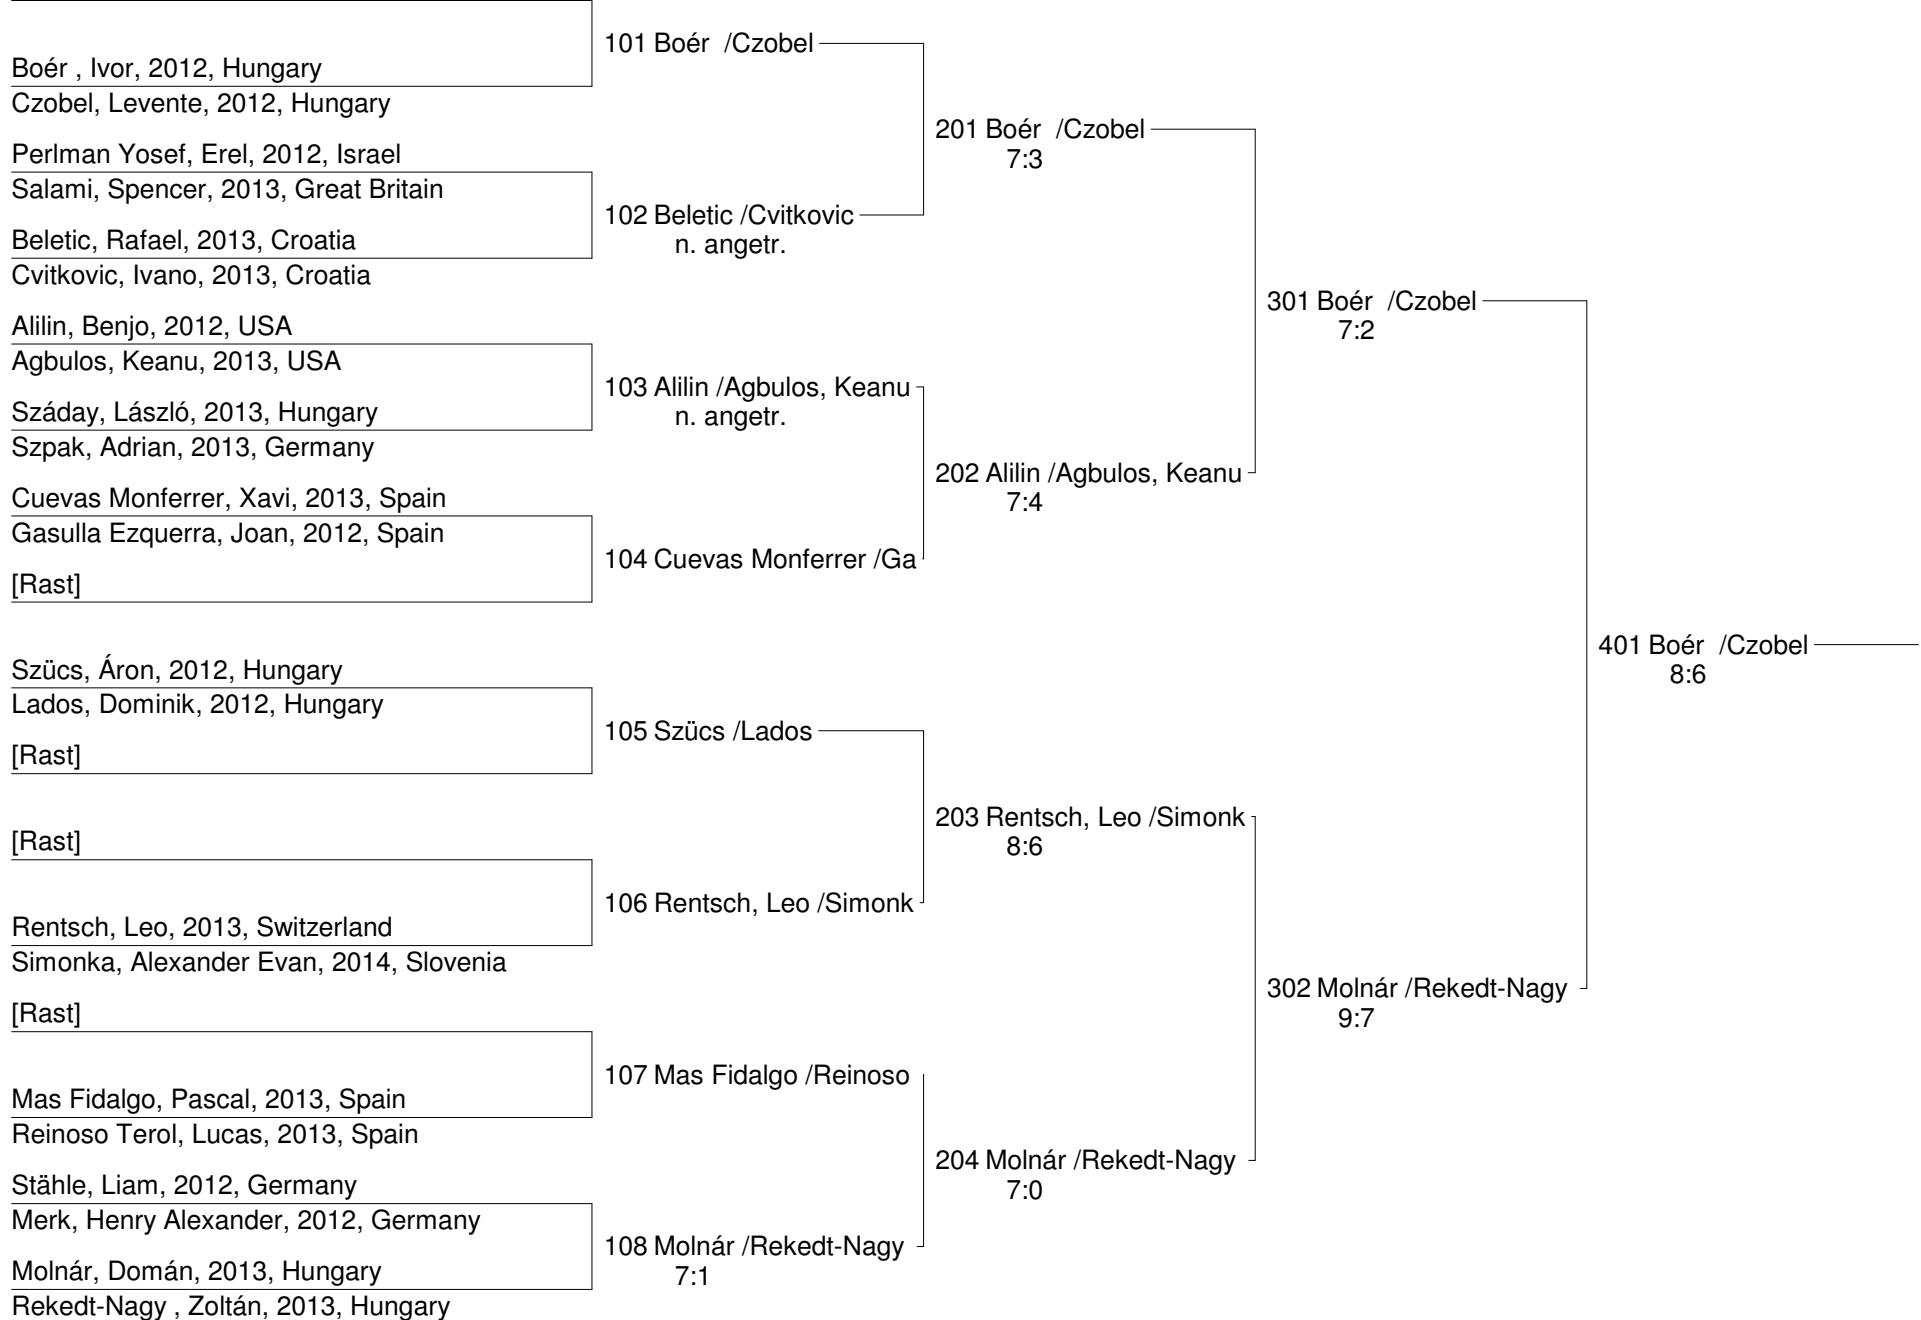 Boér , Ivor, 2012, Hungary
Czobel, Levente, 2012, Hungary
Perlman Yosef, Erel, 2012, Israel
Salami, Spencer, 2013, Great Britain
Beletic, Rafael, 2013, Croatia
Cvitkovic, Ivano, 2013, Croatia
Alilin, Benjo, 2012, USA
Agbulos, Keanu, 2013, USA
Száday, László, 2013, Hungary
Szpak, Adrian, 2013, Germany
Cuevas Monferrer, Xavi, 2013, Spain
Gasulla Ezquerra, Joan, 2012, Spain
[Rast]
Szücs, Áron, 2012, Hungary
Lados, Dominik, 2012, Hungary
[Rast]
[Rast]
Rentsch, Leo, 2013, Switzerland
Simonka, Alexander Evan, 2014, Slovenia
[Rast]
Mas Fidalgo, Pascal, 2013, Spain
Reinoso Terol, Lucas, 2013, Spain
Stähle, Liam, 2012, Germany
Merk, Henry Alexander, 2012, Germany
Molnár, Domán, 2013, Hungary
Rekedt-Nagy , Zoltán, 2013, Hungary
101 Boér /Czobel
102 Beletic /Cvitkovic
n. angetr.
103 Alilin /Agbulos, Keanu
n. angetr.
104 Cuevas Monferrer /Ga
105 Szücs /Lados
106 Rentsch, Leo /Simonk
107 Mas Fidalgo /Reinoso
108 Molnár /Rekedt-Nagy
7:1
201 Boér /Czobel
7:3
202 Alilin /Agbulos, Keanu
7:4
203 Rentsch, Leo /Simonk
8:6
204 Molnár /Rekedt-Nagy
7:0
301 Boér /Czobel
7:2
302 Molnár /Rekedt-Nagy
9:7
401 Boér /Czobel
8:6